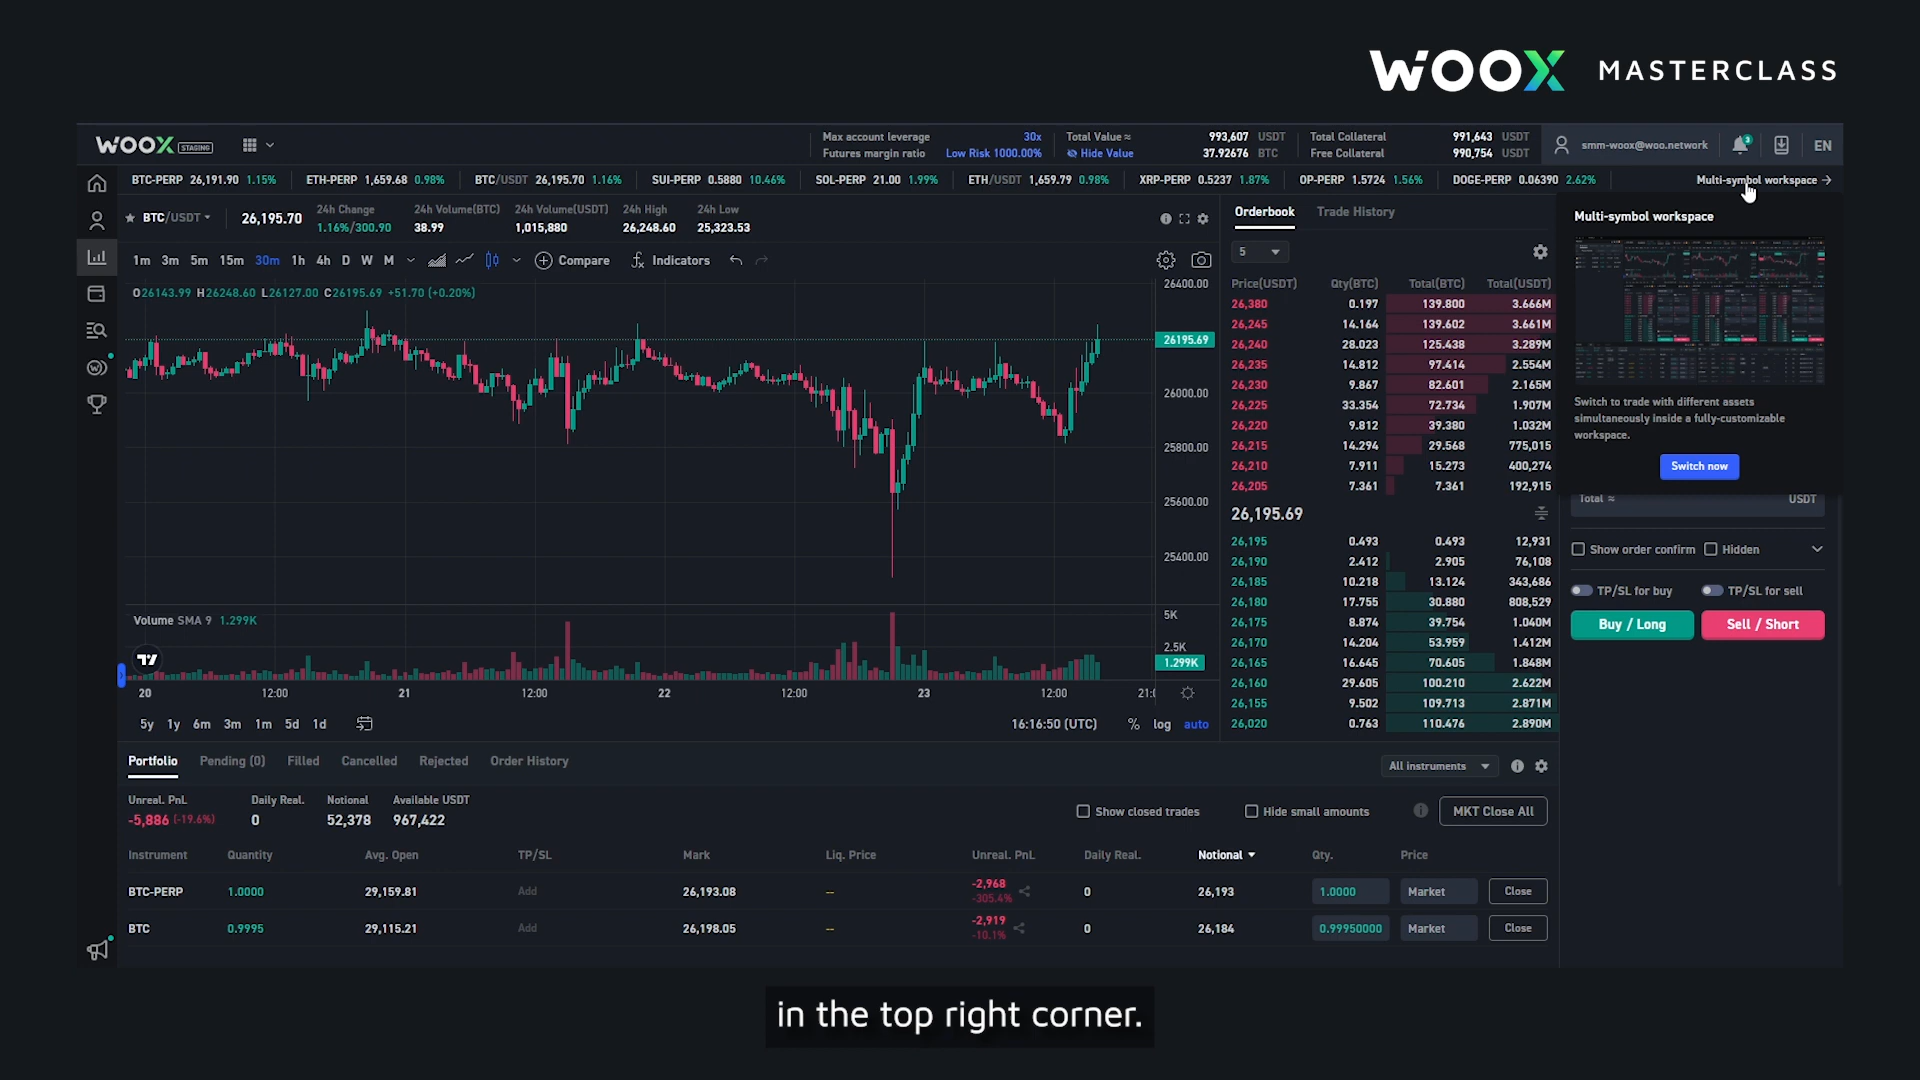 WOOX MASTERCLASS
WOOX STAGING
Max account leverage 30x
Futures margin ratio Low Risk 1000.00%
Total Value ≈ 993,607 USDT
Hide Value 37.92676 BTC
Total Collateral 991,643 USDT
Free Collateral 990,754 USDT
smm-woox@woo.network 3 EN
BTC-PERP 26,191.90 1.15% ETH-PERP 1,659.68 0.98% BTC/USDT 26,195.70 1.16% SUI-PERP 0.5880 10.46% SOL-PERP 21.00 1.99% ETH/USDT 1,659.79 0.98% XRP-PERP 0.5237 1.87% OP-PERP 1.5724 1.56% DOGE-PERP 0.06390 2.62% Multi-symbol workspace →
BTC/USDT 26,195.70
24h Change 24h Volume(BTC) 24h Volume(USDT) 24h High 24h Low
1.16%/300.90 38.99 1,015,880 26,248.60 25,323.53
1m 3m 5m 15m 30m 1h 4h D W M Compare Indicators
O26143.99 H26248.60 L26127.00 C26195.69 +51.70 (+0.20%)
26400.00
26195.69
26000.00
25800.00
25600.00
25400.00
Volume SMA 9 1.299K
5K
2.5K
1.299K
20 12:00 21 12:00 22 12:00 23 12:00
5y 1y 6m 3m 1m 5d 1d 16:16:50 (UTC) % log auto
Orderbook Trade History
5
Price(USDT) Qty(BTC) Total(BTC) Total(USDT)
26,380 0.197 139.800 3.666M
26,245 14.164 139.602 3.661M
26,240 28.023 125.438 3.289M
26,235 14.812 97.414 2.554M
26,230 9.867 82.601 2.165M
26,225 33.354 72.734 1.907M
26,220 9.812 39.380 1.032M
26,215 14.294 29.568 775,015
26,210 7.911 15.273 400,274
26,205 7.361 7.361 192,915
26,195.69
26,195 0.493 0.493 12,931
26,190 2.412 2.905 76,108
26,185 10.218 13.124 343,686
26,180 17.755 30.880 808,529
26,175 8.874 39.754 1.040M
26,170 14.204 53.959 1.412M
26,165 16.645 70.605 1.848M
26,160 29.605 100.210 2.622M
26,155 9.502 109.713 2.871M
26,020 0.763 110.476 2.890M
Multi-symbol workspace
Switch to trade with different assets
simultaneously inside a fully-customizable
workspace.
Switch now
Total ≈ USDT
Show order confirm Hidden
TP/SL for buy TP/SL for sell
Buy / Long Sell / Short
Portfolio Pending (0) Filled Cancelled Rejected Order History All instruments
Unreal. PnL Daily Real. Notional Available USDT
-5,886 (-19.6%) 0 52,378 967,422
Show closed trades Hide small amounts MKT Close All
Instrument Quantity Avg. Open TP/SL Mark Liq. Price Unreal. PnL Daily Real. Notional Qty. Price
BTC-PERP 1.0000 29,159.81 Add 26,193.08 -- -2,968 -305.4% 0 26,193 1.0000 Market Close
BTC 0.9995 29,115.21 Add 26,198.05 -- -2,919 -10.1% 0 26,184 0.99950000 Market Close
in the top right corner.